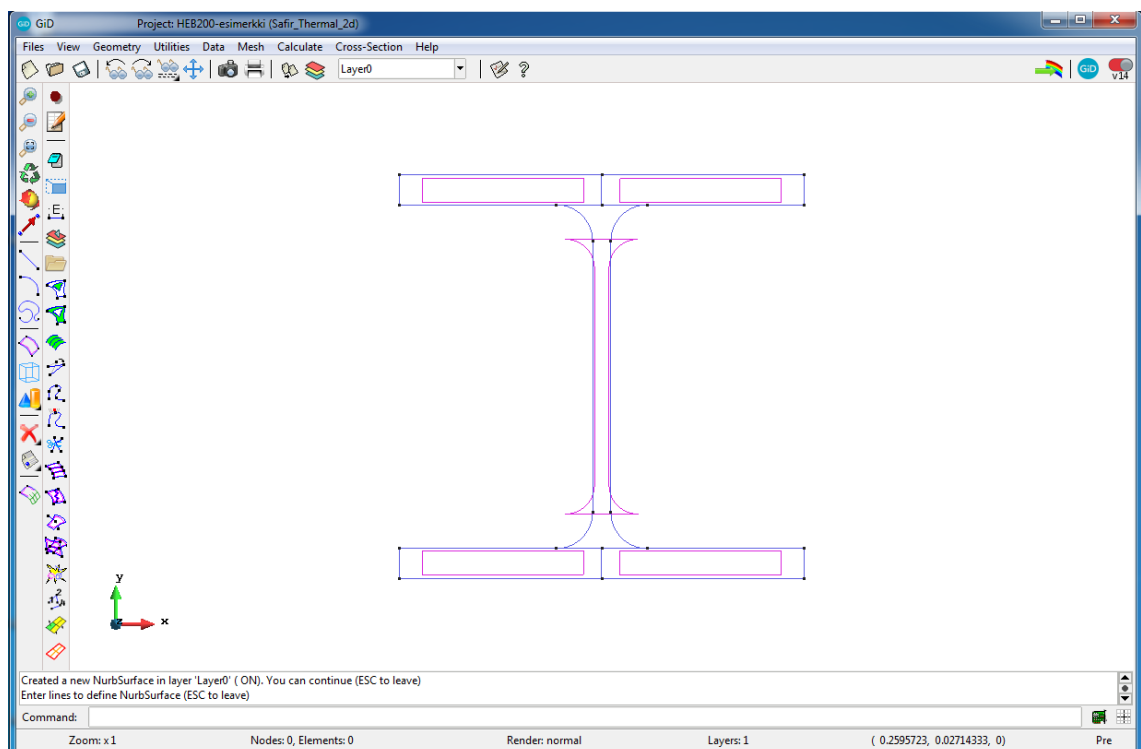 GiD Project: HEB200-esimerkki (Safir_Thermal_2d)
Files View Geometry Utilities Data Mesh Calculate Cross-Section Help
Layer0 ? GiD v14
E
y
x
Created a new NurbSurface in layer 'Layer0' ( ON). You can continue (ESC to leave)
Enter lines to define NurbSurface (ESC to leave)
Command:
Zoom: x 1 Nodes: 0, Elements: 0 Render: normal Layers: 1 ( 0.2595723, 0.02714333, 0) Pre